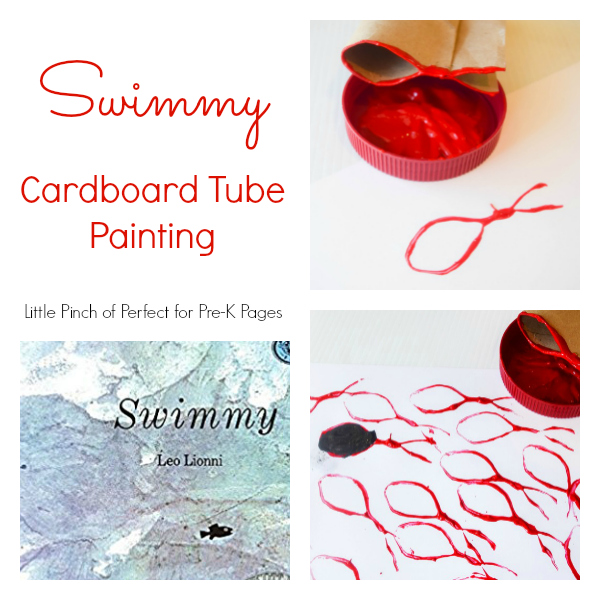 Swimmy
Cardboard Tube
Painting
Little Pinch of Perfect for Pre-K Pages
Swimmy
Leo Lionni